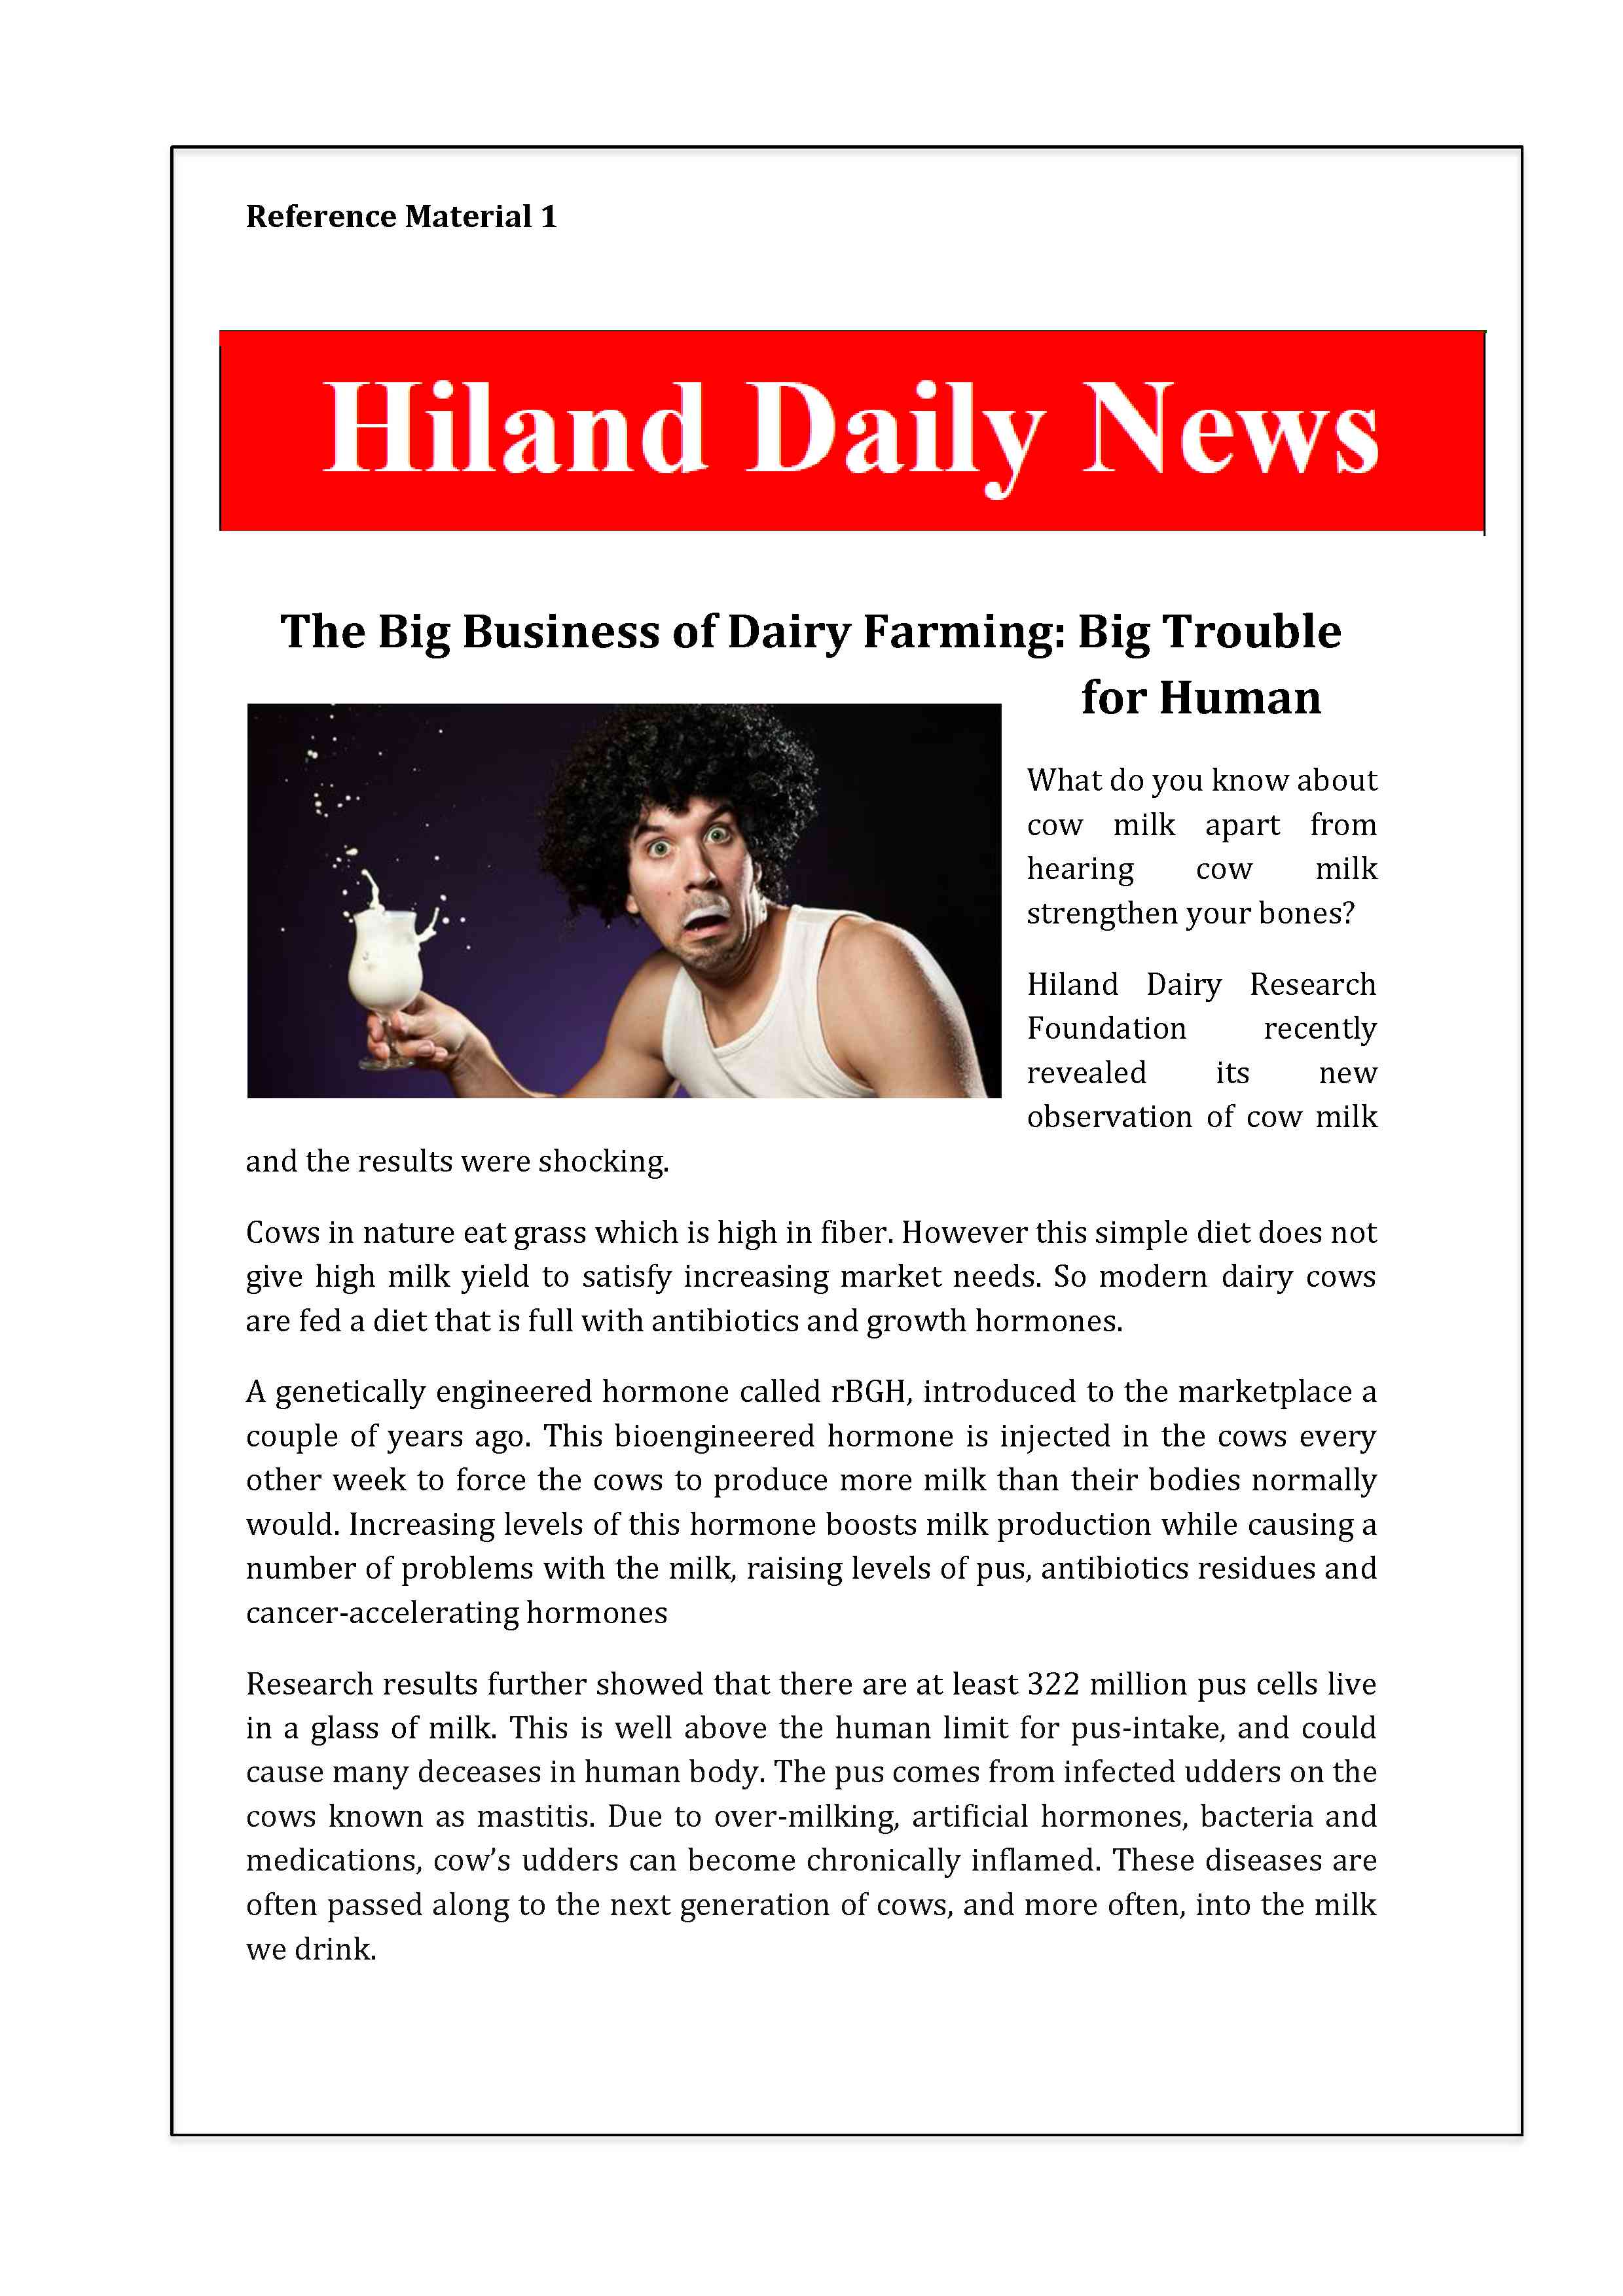 Reference Material 1
Hiland Daily News
The Big Business of Dairy Farming: Big Trouble
for Human
What do you know about
cow milk apart from
hearing cow milk
strengthen your bones?
Hiland Dairy Research
Foundation recently
revealed its new
observation of cow milk
and the results were shocking.
Cows in nature eat grass which is high in fiber. However this simple diet does not
give high milk yield to satisfy increasing market needs. So modern dairy cows
are fed a diet that is full with antibiotics and growth hormones.
A genetically engineered hormone called rBGH, introduced to the marketplace a
couple of years ago. This bioengineered hormone is injected in the cows every
other week to force the cows to produce more milk than their bodies normally
would. Increasing levels of this hormone boosts milk production while causing a
number of problems with the milk, raising levels of pus, antibiotics residues and
cancer-accelerating hormones
Research results further showed that there are at least 322 million pus cells live
in a glass of milk. This is well above the human limit for pus-intake, and could
cause many deceases in human body. The pus comes from infected udders on the
cows known as mastitis. Due to over-milking, artificial hormones, bacteria and
medications, cow’s udders can become chronically inflamed. These diseases are
often passed along to the next generation of cows, and more often, into the milk
we drink.